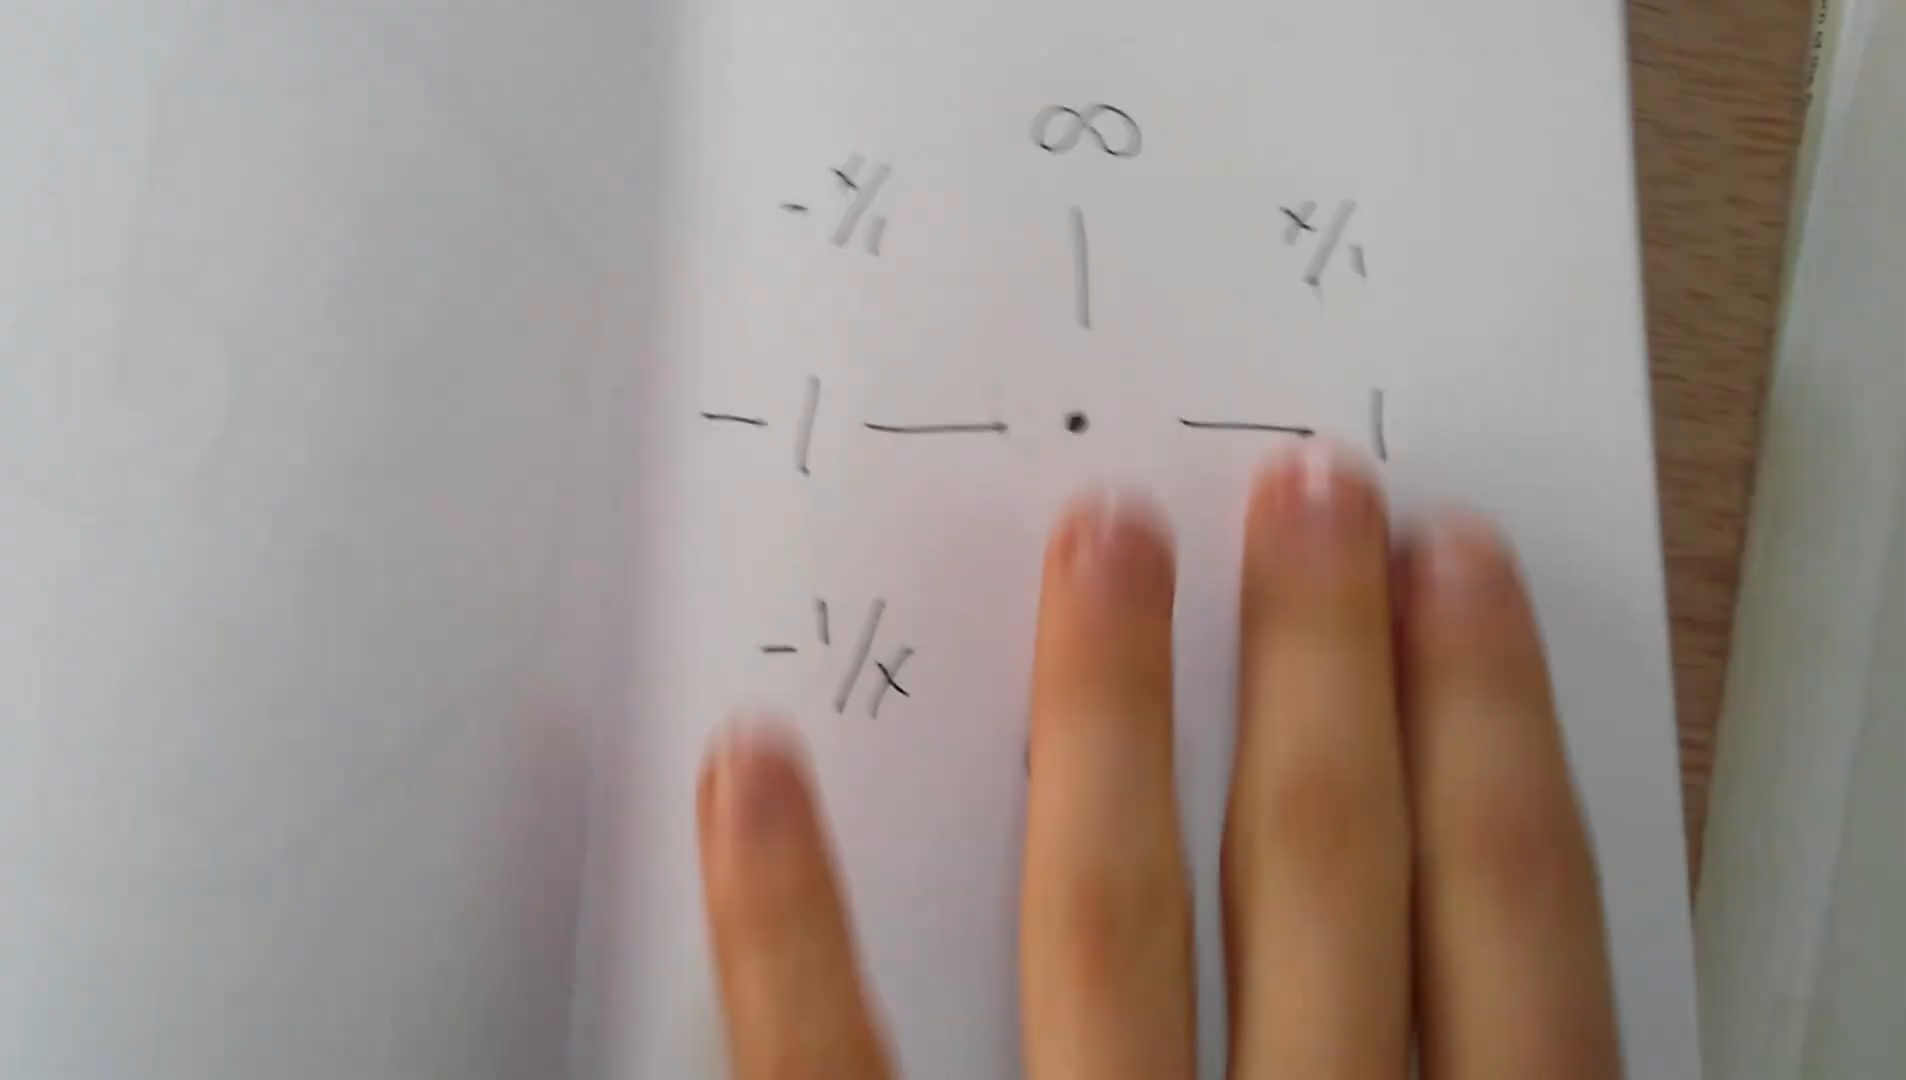 ∞
-x/1 x/1
-1 — • — 1
-1/x